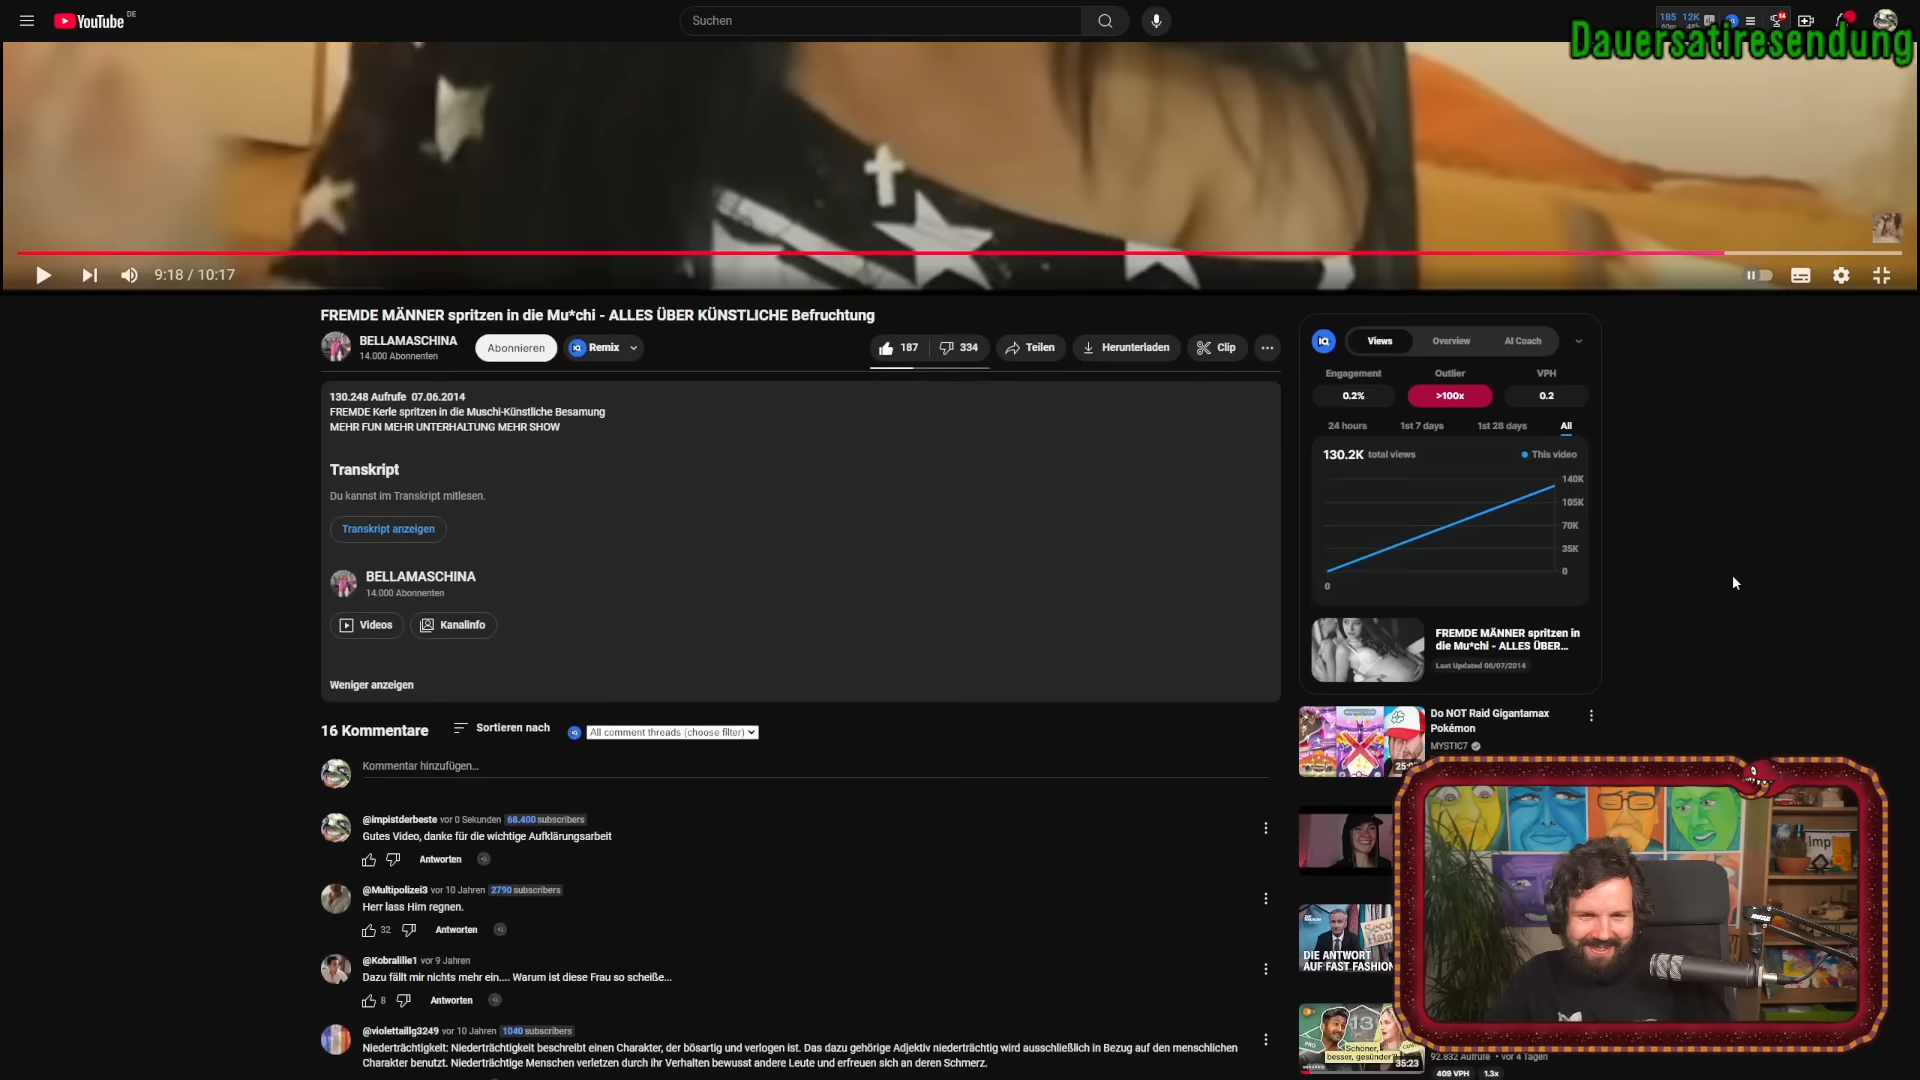 YouTube DE
Suchen
185 12K
Dauersatiresendung
9:18 / 10:17
FREMDE MÄNNER spritzen in die Mu*chi - ALLES ÜBER KÜNSTLICHE Befruchtung
BELLAMASCHINA
14.000 Abonnenten
Abonnieren
Remix
187
334
Teilen
Herunterladen
Clip
130.248 Aufrufe 07.06.2014
FREMDE Kerle spritzen in die Muschi-Künstliche Besamung
MEHR FUN MEHR UNTERHALTUNG MEHR SHOW
Transkript
Du kannst im Transkript mitlesen.
Transkript anzeigen
BELLAMASCHINA
14.000 Abonnenten
Videos
Kanalinfo
Weniger anzeigen
16 Kommentare
Sortieren nach
All comment threads (choose filter)
Kommentar hinzufügen...
@impistderbeste vor 0 Sekunden 68.400 subscribers
Gutes Video, danke für die wichtige Aufklärungsarbeit
Antworten
@Multipolizei3 vor 10 Jahren 2790 subscribers
Herr lass Hirn regnen.
32
Antworten
@Kobralilie1 vor 9 Jahren
Dazu fällt mir nichts mehr ein.... Warum ist diese Frau so scheiße...
8
Antworten
@violettaillg3249 vor 10 Jahren 1040 subscribers
Niederträchtigkeit: Niederträchtigkeit beschreibt einen Charakter, der bösartig und verlogen ist. Das dazu gehörige Adjektiv niederträchtig wird ausschließlich in Bezug auf den menschlichen
Charakter benutzt. Niederträchtige Menschen verletzen durch ihr Verhalten bewusst andere Leute und erfreuen sich an deren Schmerz.
IQ
Views
Overview
AI Coach
Engagement
Outlier
VPH
0.2%
>100x
0.2
24 hours
1st 7 days
1st 28 days
All
130.2K total views
This video
140K
105K
70K
35K
0
0
FREMDE MÄNNER spritzen in
die Mu*chi - ALLES ÜBER...
Last Updated 06/07/2014
Do NOT Raid Gigantamax
Pokémon
MYSTIC7
DIE ANTWORT
AUF FAST FASHION
Schöner,
besser, gesünder?
35:23
92.832 Aufrufe • vor 4 Tagen
409 VPH
1.3x